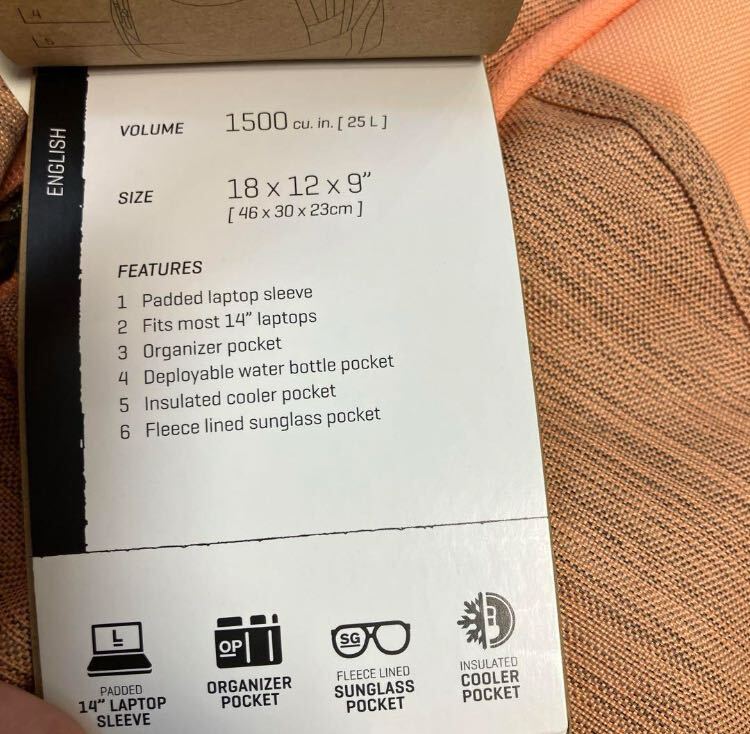 4
5
ENGLISH
VOLUME 1500 cu. in. [ 25 L ]
SIZE 18 x 12 x 9”
[ 46 x 30 x 23cm ]
FEATURES
1 Padded laptop sleeve
2 Fits most 14” laptops
3 Organizer pocket
4 Deployable water bottle pocket
5 Insulated cooler pocket
6 Fleece lined sunglass pocket
L
PADDED
14” LAPTOP
SLEEVE
OP
ORGANIZER
POCKET
SG
FLEECE LINED
SUNGLASS
POCKET
INSULATED
COOLER
POCKET